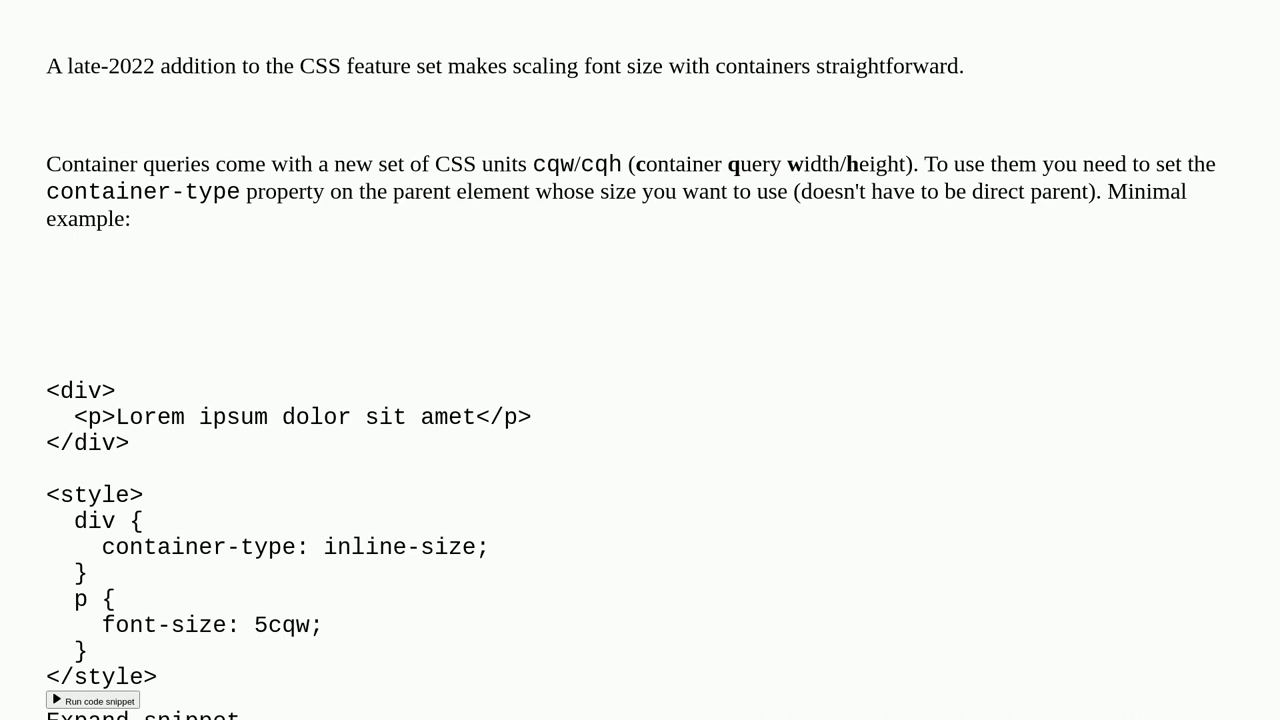 A late-2022 addition to the CSS feature set makes scaling font size with containers straightforward.
Container queries come with a new set of CSS units cqw/cqh (container query width/height). To use them you need to set the
container-type property on the parent element whose size you want to use (doesn't have to be direct parent). Minimal
example:
<div>
  <p>Lorem ipsum dolor sit amet</p>
</div>
<style>
  div {
    container-type: inline-size;
  }
  p {
    font-size: 5cqw;
  }
</style>
Run code snippet
Expand snippet